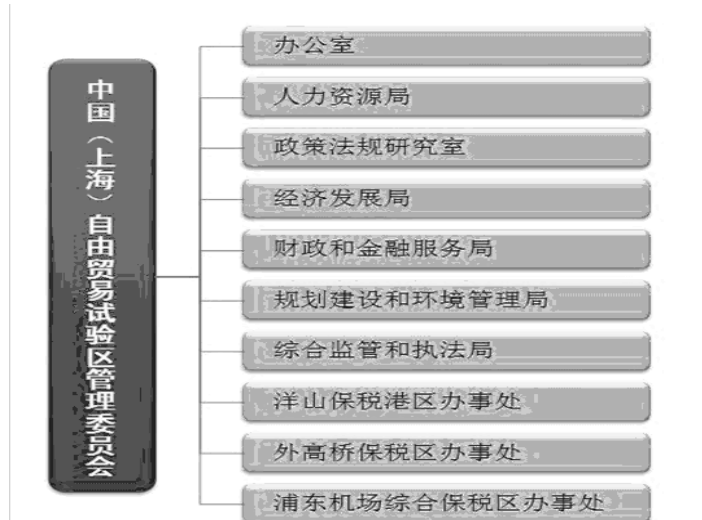 中国（上海）自由贸易试验区管理委员会
办公室
人力资源局
政策法规研究室
经济发展局
财政和金融服务局
规划建设和环境管理局
综合监管和执法局
洋山保税港区办事处
外高桥保税区办事处
浦东机场综合保税区办事处